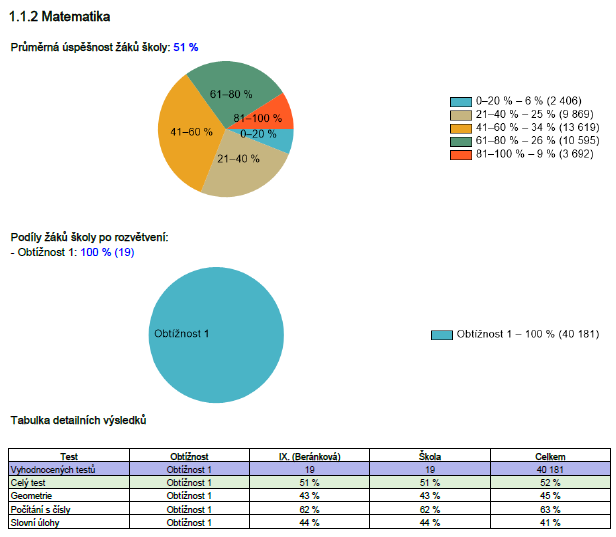 1.1.2 Matematika
Průměrná úspěšnost žáků školy: 51 %
61–80 %
81–100 %
41–60 %
0–20 %
21–40 %
0–20 % – 6 % (2 406)
21–40 % – 25 % (9 869)
41–60 % – 34 % (13 619)
61–80 % – 26 % (10 595)
81–100 % – 9 % (3 692)
Podíly žáků školy po rozvětvení:
- Obtížnost 1: 100 % (19)
Obtížnost 1
Obtížnost 1 – 100 % (40 181)
Tabulka detailních výsledků
Test Obtížnost IX. (Beránková) Škola Celkem
Vyhodnocených testů Obtížnost 1 19 19 40 181
Celý test Obtížnost 1 51 % 51 % 52 %
Geometrie Obtížnost 1 43 % 43 % 45 %
Počítání s čísly Obtížnost 1 62 % 62 % 63 %
Slovní úlohy Obtížnost 1 44 % 44 % 41 %